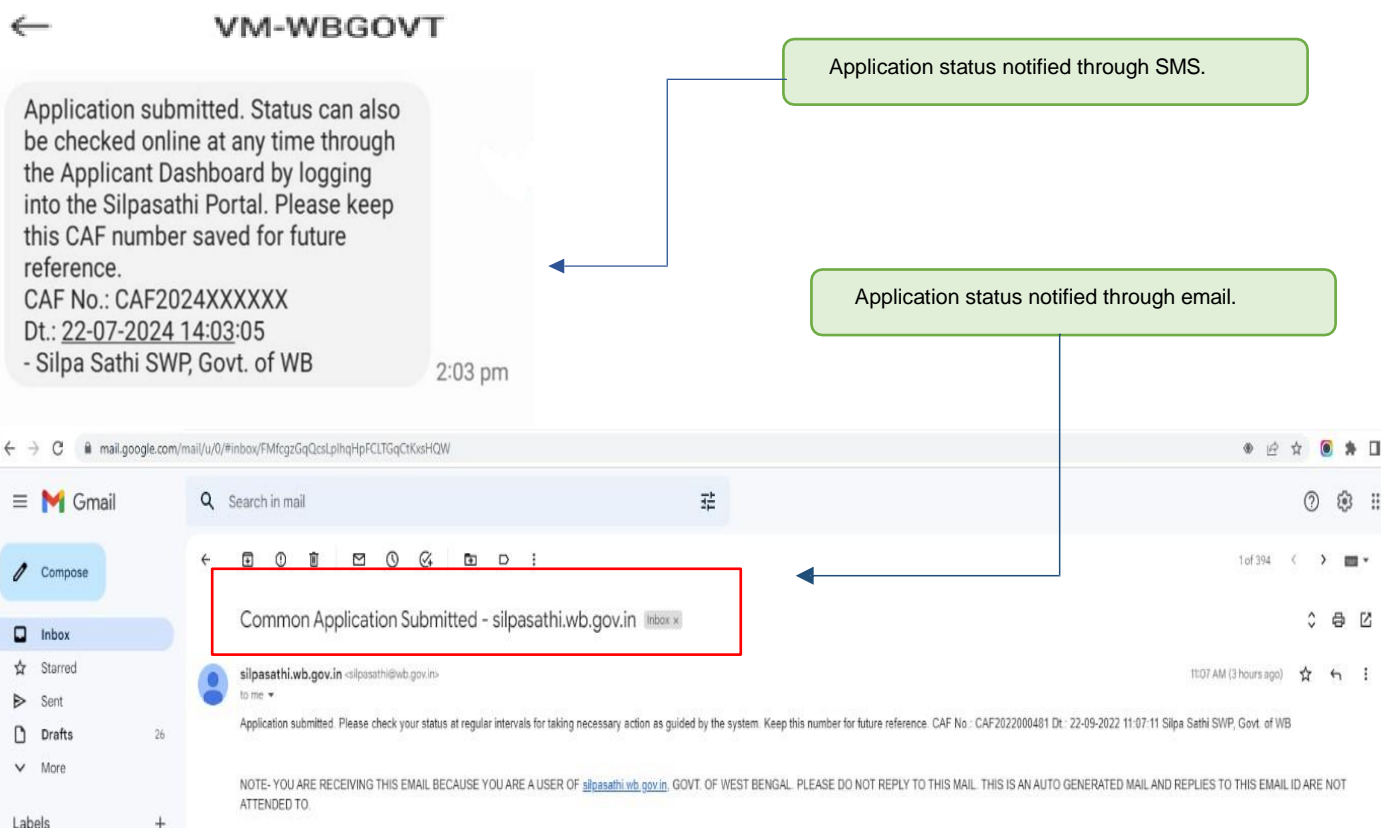 VM-WBGOVT
Application status notified through SMS.
Application submitted. Status can also
be checked online at any time through
the Applicant Dashboard by logging
into the Silpasathi Portal. Please keep
this CAF number saved for future
reference.
CAF No.: CAF2024XXXXXX
Dt.: 22-07-2024 14:03:05
- Silpa Sathi SWP, Govt. of WB
2:03 pm
Application status notified through email.
mail.google.com/mail/u/0/#inbox/FMfcgzGqQcsLpIhqHpFCLTGqCtKxsHQW
Gmail
Search in mail
Compose
1 of 394
Common Application Submitted - silpasathi.wb.gov.in Inbox x
Inbox
Starred
Sent
Drafts 26
More
Labels +
silpasathi.wb.gov.in <silpasathi@wb.gov.in>
11:07 AM (3 hours ago)
to me
Application submitted. Please check your status at regular intervals for taking necessary action as guided by the system. Keep this number for future reference. CAF No.: CAF2022000481 Dt.: 22-09-2022 11:07:11 Silpa Sathi SWP, Govt. of WB
NOTE- YOU ARE RECEIVING THIS EMAIL BECAUSE YOU ARE A USER OF silpasathi.wb.gov.in, GOVT. OF WEST BENGAL. PLEASE DO NOT REPLY TO THIS MAIL. THIS IS AN AUTO GENERATED MAIL AND REPLIES TO THIS EMAIL ID ARE NOT
ATTENDED TO.